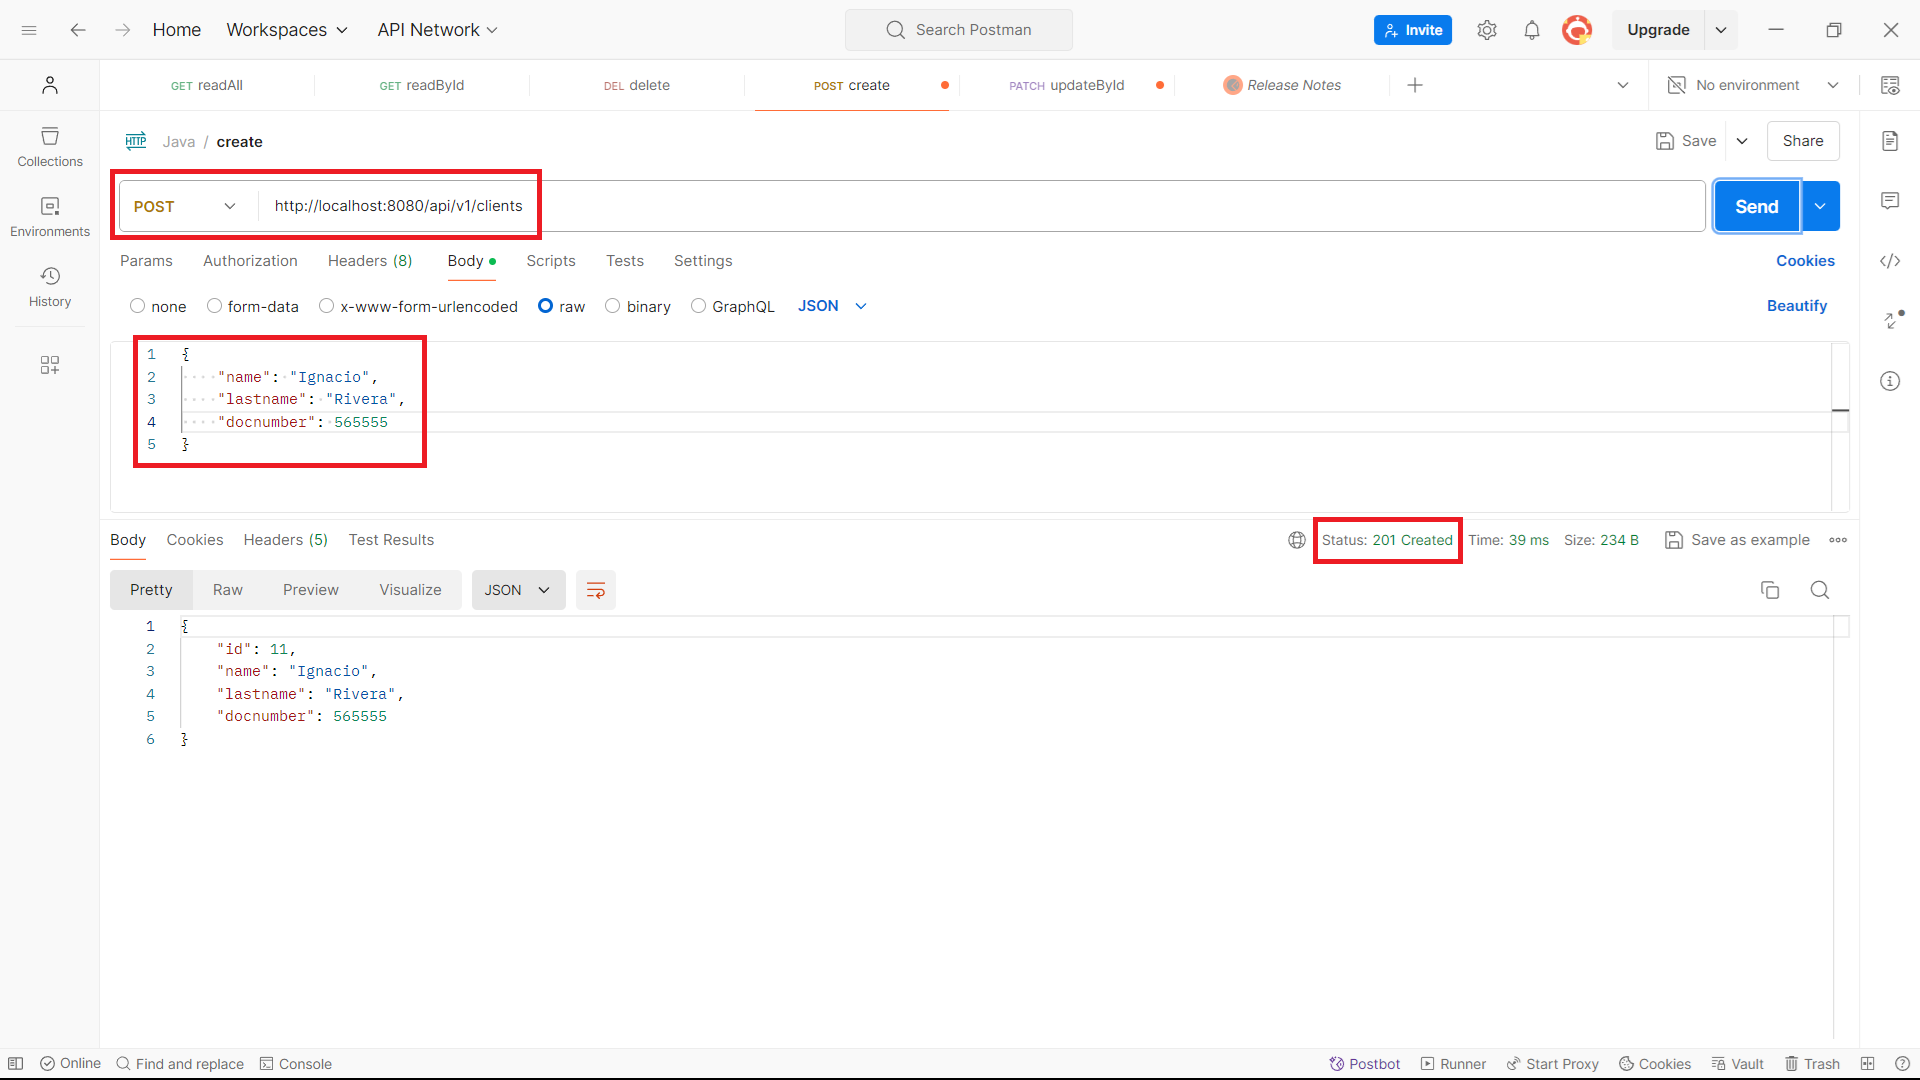 Home Workspaces API Network Search Postman Invite Upgrade
GET readAll GET readById DEL delete POST create PATCH updateById Release Notes No environment
HTTP Java / create Save Share
Collections
POST http://localhost:8080/api/v1/clients Send
Environments
Params Authorization Headers (8) Body Scripts Tests Settings Cookies
History
none form-data x-www-form-urlencoded raw binary GraphQL JSON Beautify
1 {
2 "name": "Ignacio",
3 "lastname": "Rivera",
4 "docnumber": 565555
5 }
Body Cookies Headers (5) Test Results Status: 201 Created Time: 39 ms Size: 234 B Save as example
Pretty Raw Preview Visualize JSON
1 {
2 "id": 11,
3 "name": "Ignacio",
4 "lastname": "Rivera",
5 "docnumber": 565555
6 }
Online Find and replace Console Postbot Runner Start Proxy Cookies Vault Trash